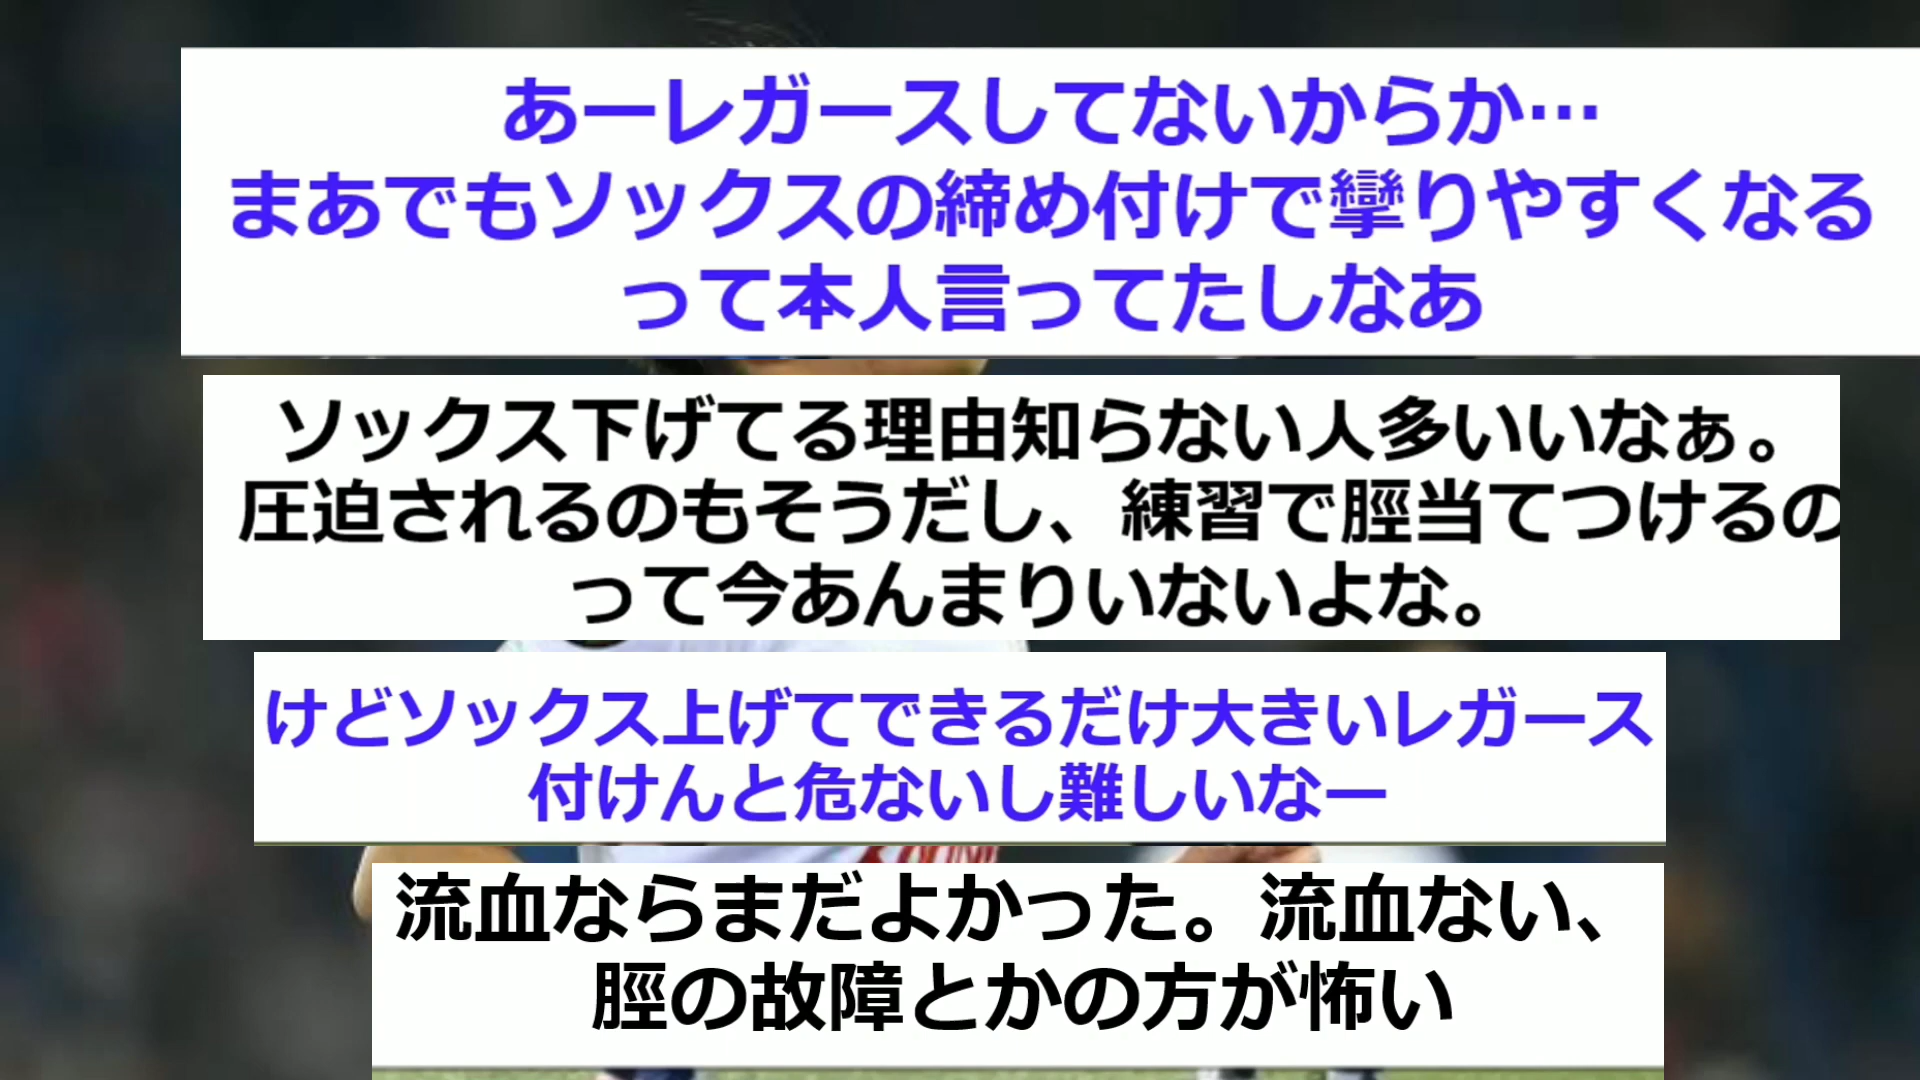 あーレガースしてないからか…
まあでもソックスの締め付けで攣りやすくなる
って本人言ってたしなあ
ソックス下げてる理由知らない人多いいなぁ。
圧迫されるのもそうだし、練習で脛当てつけるの
って今あんまりいないよな。
けどソックス上げてできるだけ大きいレガース
付けんと危ないし難しいなー
流血ならまだよかった。流血ない、
脛の故障とかの方が怖い